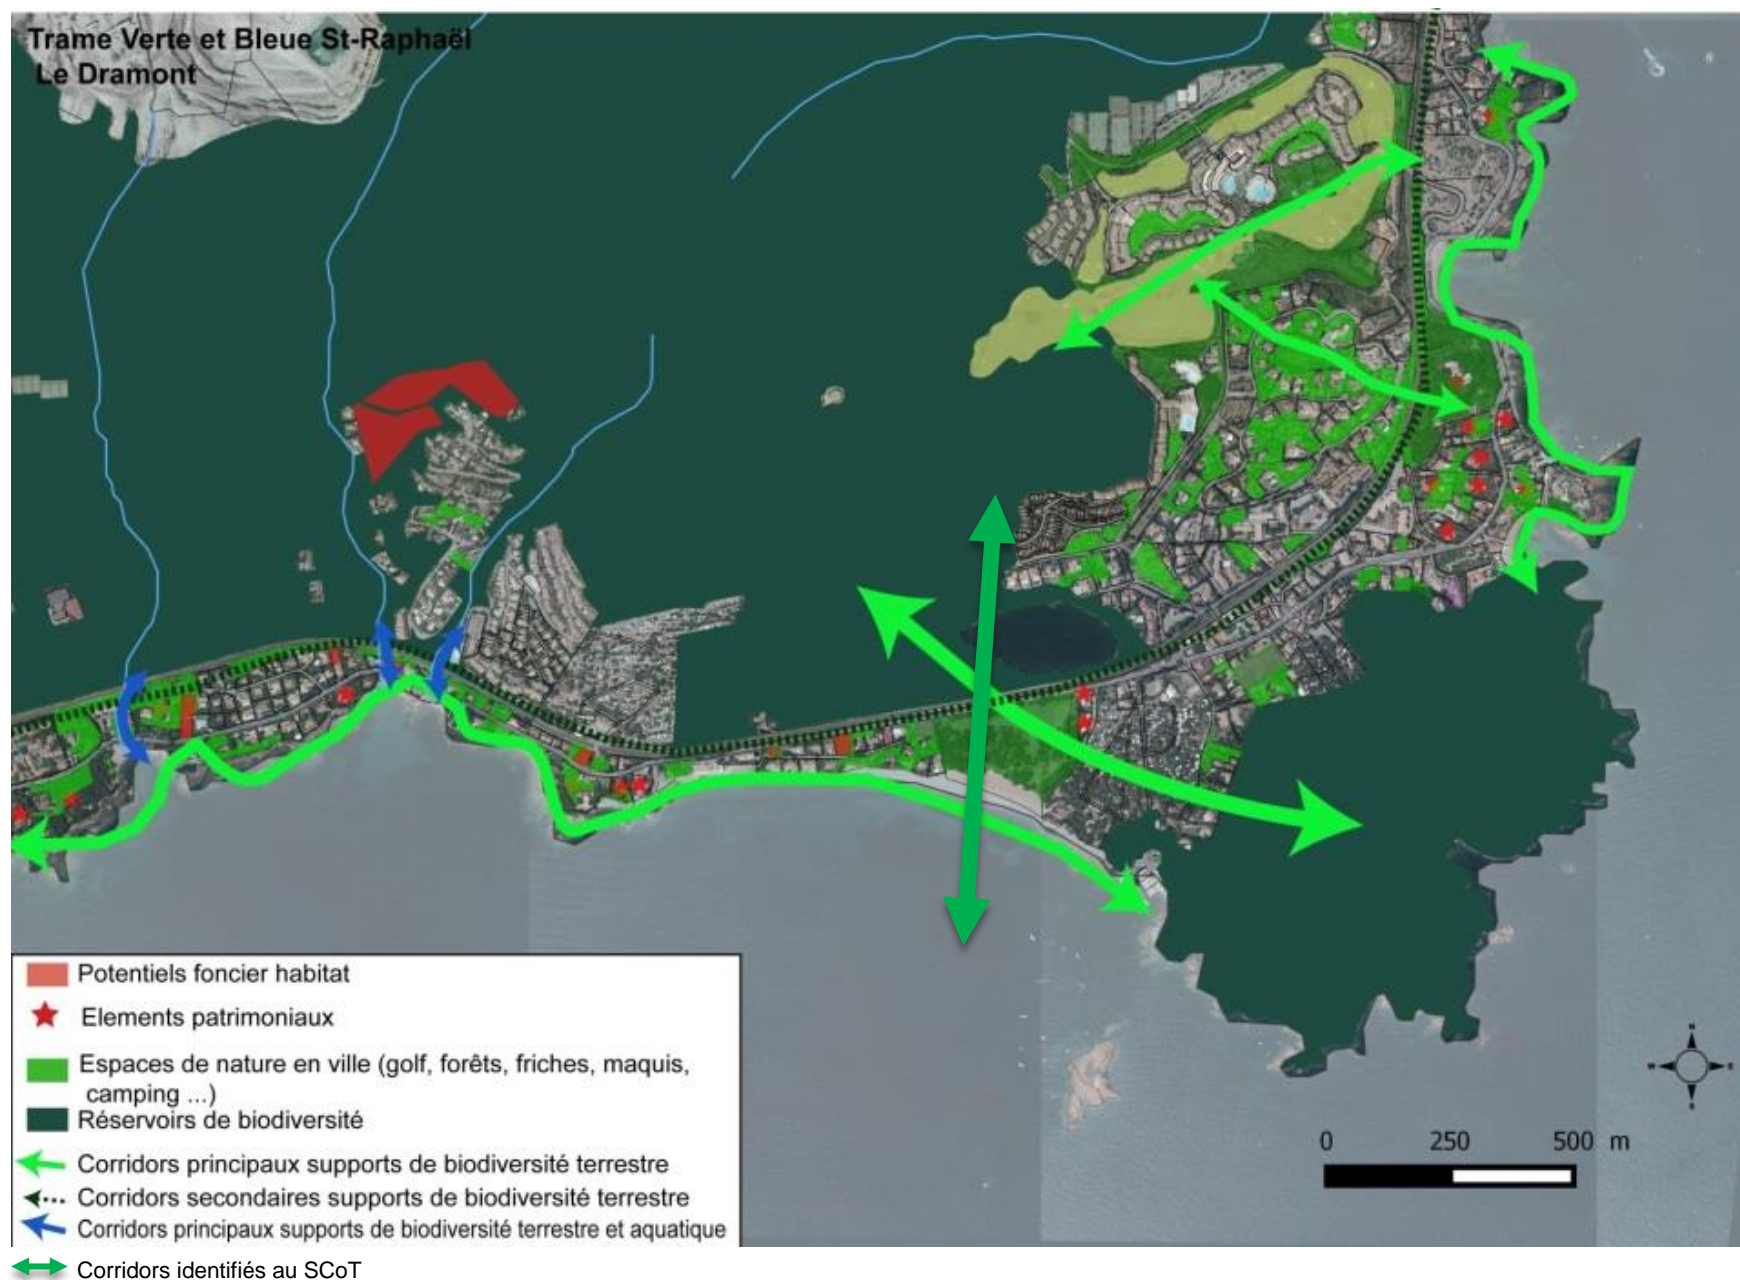 Trame Verte et Bleue St-Raphaël
Le Dramont
Potentiels foncier habitat
Elements patrimoniaux
Espaces de nature en ville (golf, forêts, friches, maquis,
camping ...)
Réservoirs de biodiversité
Corridors principaux supports de biodiversité terrestre
Corridors secondaires supports de biodiversité terrestre
Corridors principaux supports de biodiversité terrestre et aquatique
Corridors identifiés au SCoT
N
W E
S
0 250 500 m